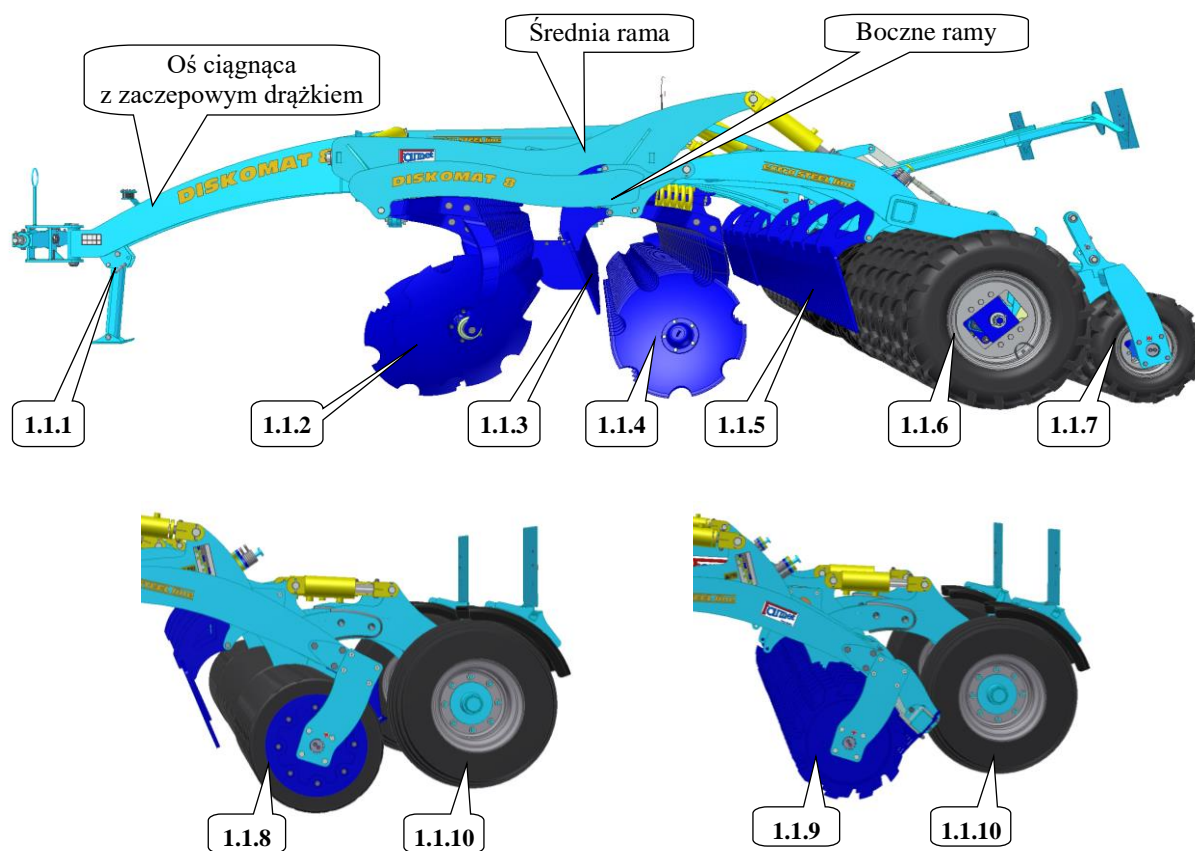 Średnia rama
Boczne ramy
Oś ciągnąca
z zaczepowym drążkiem
DISKOMAT 8
Farmet
DISKOMAT 8
1.1.1
1.1.2
1.1.3
1.1.4
1.1.5
1.1.6
1.1.7
Farmet
1.1.8
1.1.10
1.1.9
1.1.10